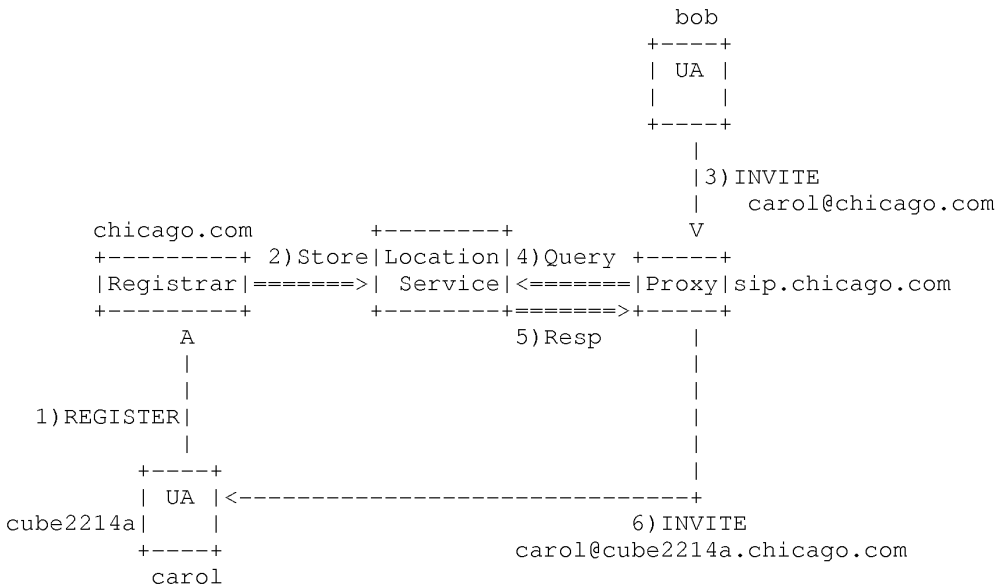 bob
                                               +----+
                                               | UA |
                                               |    |
                                               +----+
                                                  |
                                                  |3)INVITE
                                                  |   carol@chicago.com
         chicago.com        +--------+            V
         +---------+ 2)Store|Location|4)Query +-----+
         |Registrar|=======>| Service|<=======|Proxy|sip.chicago.com
         +---------+        +--------+=======>+-----+
               A                      5)Resp      |
               |                                  |
               |                                  |
     1)REGISTER|                                  |
               |                                  |
            +----+                                |
            | UA |<-------------------------------+
   cube2214a|    |                            6)INVITE
            +----+                    carol@cube2214a.chicago.com
             carol